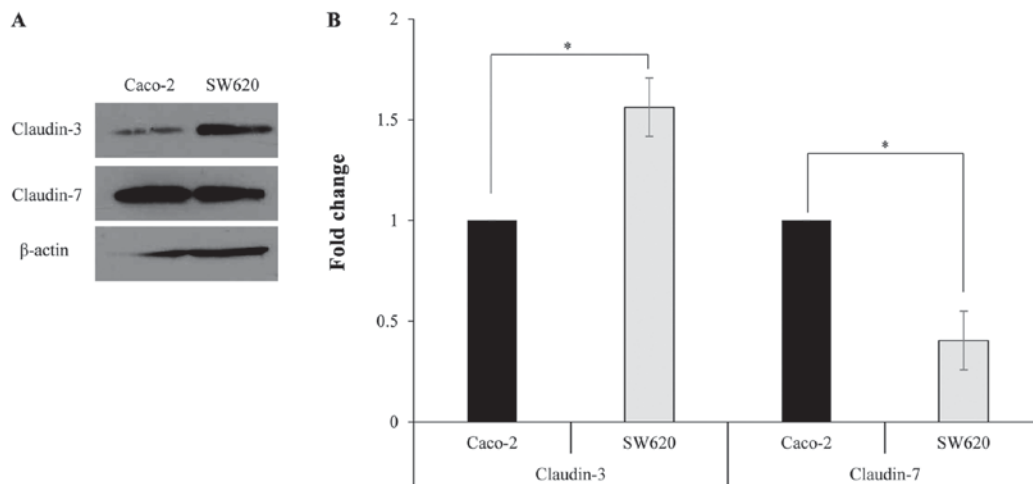 A
Caco-2 SW620
Claudin-3
Claudin-7
β-actin
B
Fold change
2
1.5
1
0.5
0
*
*
Caco-2 SW620 Caco-2 SW620
Claudin-3 Claudin-7